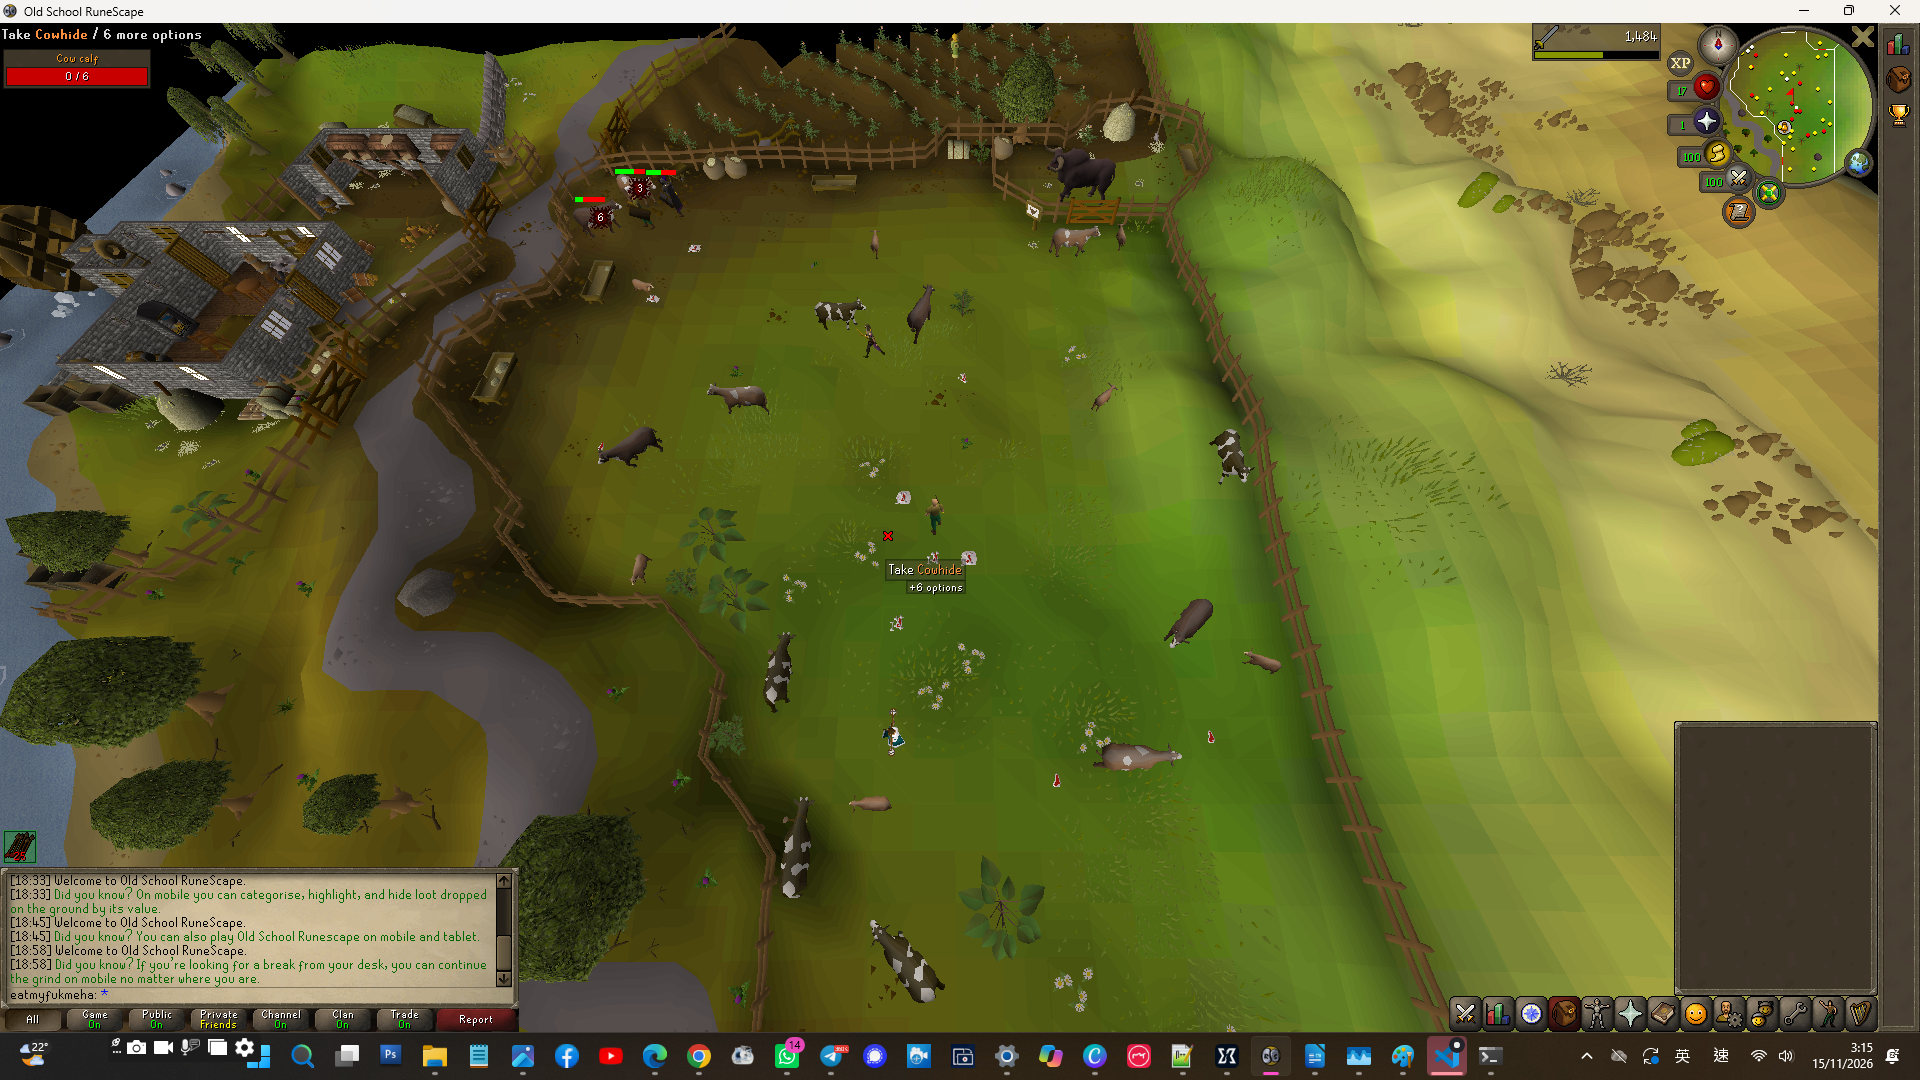 Old School RuneScape
Take Cowhide / 6 more options
Cow calf
0 / 6
1,484
XP
N
17
1
100
100
3
6
Take Cowhide
+6 options
[18:33] Welcome to Old School RuneScape.
[18:33] Did you know? On mobile you can categorise, highlight, and hide loot dropped
on the ground by its value.
[18:45] Welcome to Old School RuneScape.
[18:45] Did you know? You can also play Old School Runescape on mobile and tablet.
[18:58] Welcome to Old School RuneScape.
[18:58] Did you know? If you're looking for a break from your desk, you can continue
the grind on mobile no matter where you are.
eatmyfukmeha: *
All
Game
On
Public
On
Private
Friends
Channel
On
Clan
On
Trade
On
Report
22°
Ps
14
英
速
3:15
15/11/2026